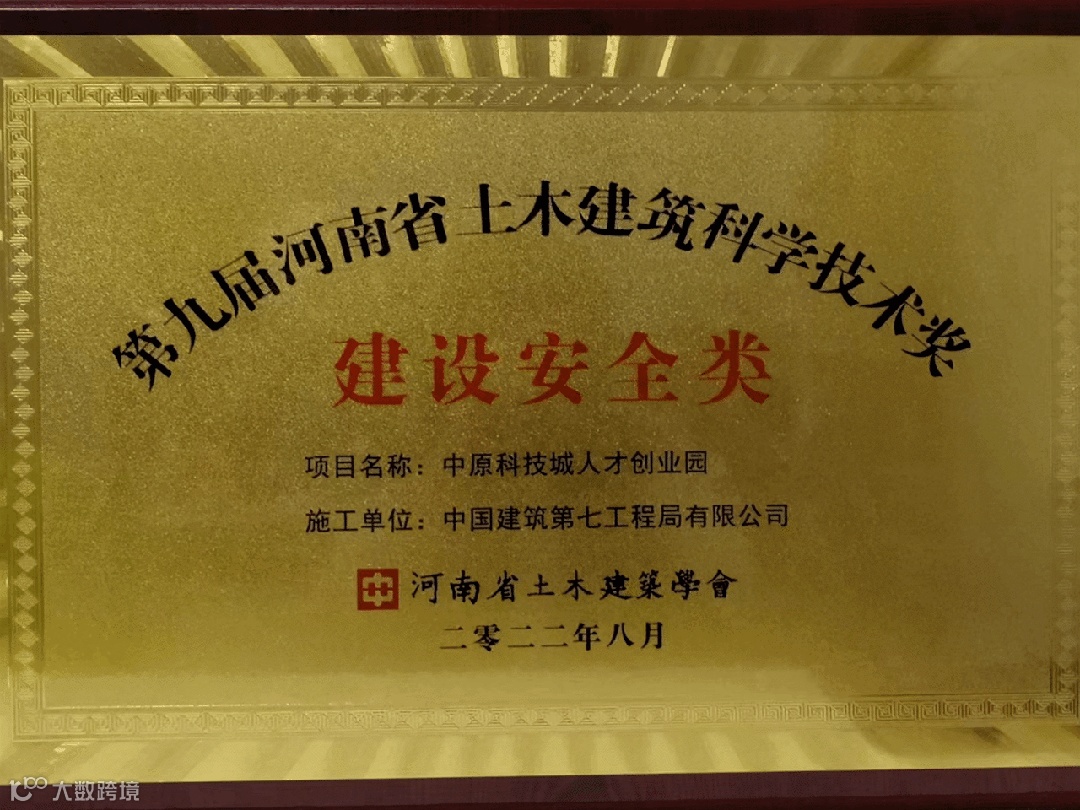 第九届河南省土木建筑科学技术奖
建设安全类
项目名称：中原科技城人才创业园
施工单位：中国建筑第七工程局有限公司
河南省土木建築學會
二零二二年八月
大数跨境